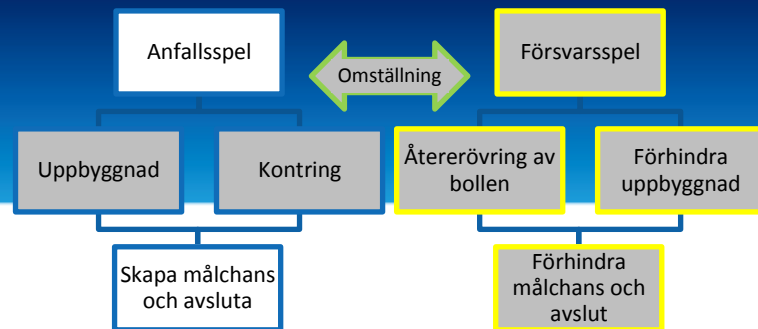 Anfallsspel
Omställning
Försvarsspel
Uppbyggnad
Kontring
Återerövring av
bollen
Förhindra
uppbyggnad
Skapa målchans
och avsluta
Förhindra
målchans och
avslut